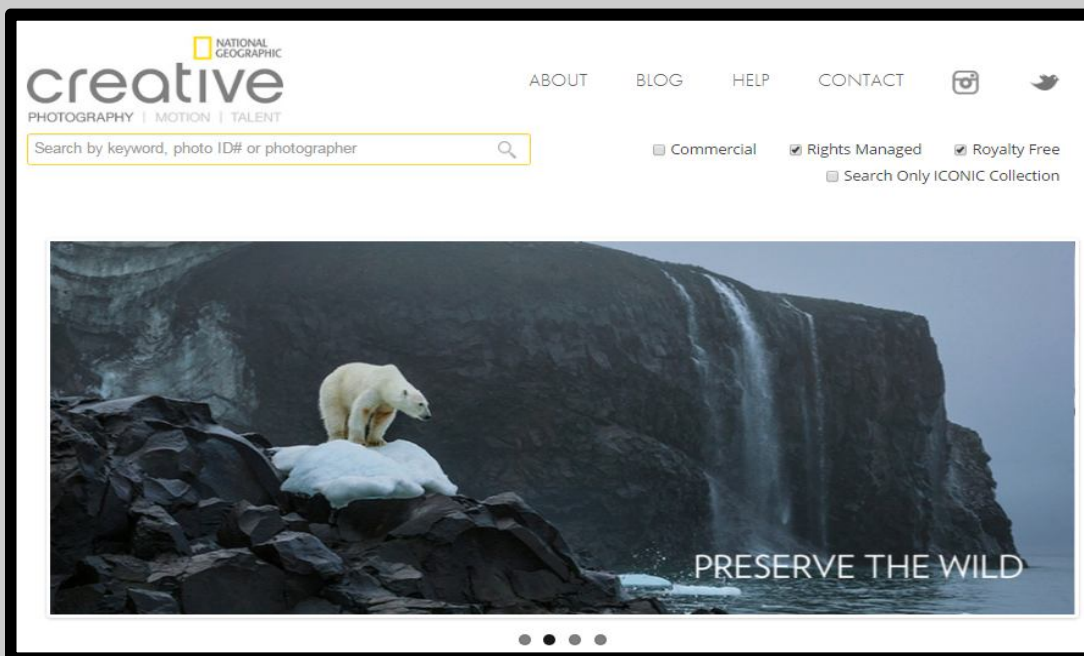 NATIONAL
GEOGRAPHIC
creative
PHOTOGRAPHY | MOTION | TALENT
ABOUT BLOG HELP CONTACT
Search by keyword, photo ID# or photographer
Commercial Rights Managed Royalty Free
Search Only ICONIC Collection
PRESERVE THE WILD